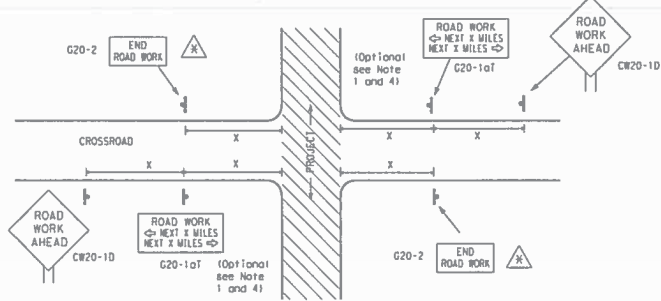 G20-2
END
ROAD WORK
*
(Optional
see Note
1 and 4)
ROAD WORK
⇦ NEXT X MILES
NEXT X MILES ⇨
G20-1aT
ROAD
WORK
AHEAD
CW20-1D
CROSSROAD
X
X
X
PROJECT
X
X
X
ROAD
WORK
AHEAD
CW20-1D
ROAD WORK
⇦ NEXT X MILES
NEXT X MILES ⇨
G20-1aT
(Optional
see Note
1 and 4)
G20-2
END
ROAD WORK
*